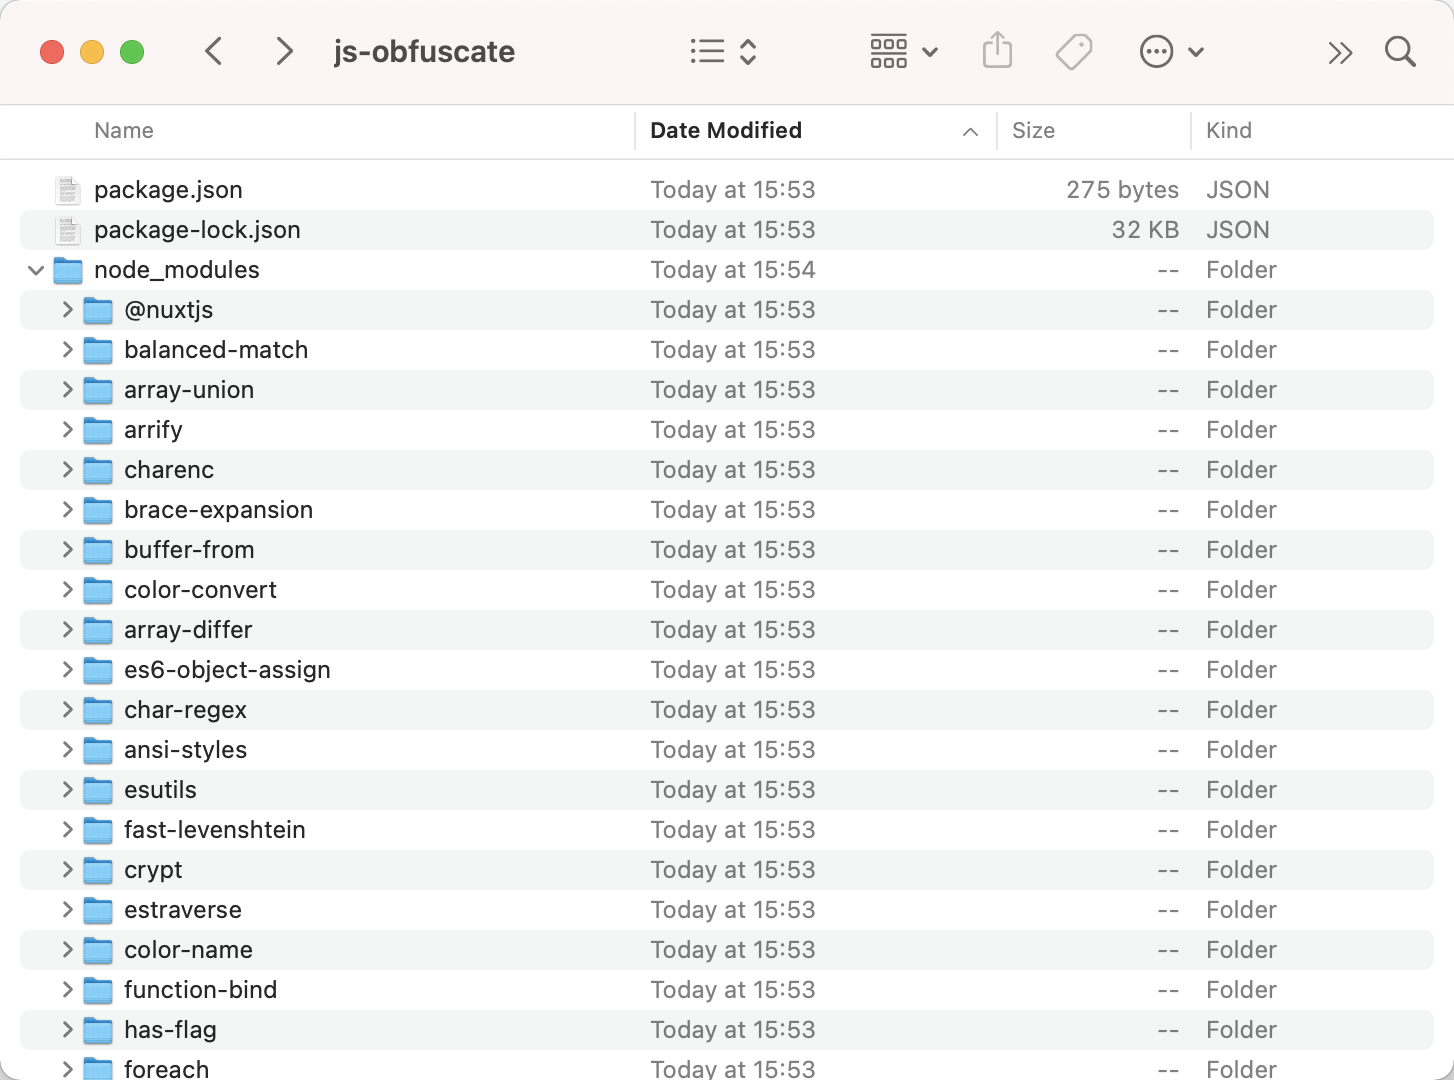 js-obfuscate
Name Date Modified Size Kind
package.json Today at 15:53 275 bytes JSON
package-lock.json Today at 15:53 32 KB JSON
node_modules Today at 15:54 -- Folder
@nuxtjs Today at 15:53 -- Folder
balanced-match Today at 15:53 -- Folder
array-union Today at 15:53 -- Folder
arrify Today at 15:53 -- Folder
charenc Today at 15:53 -- Folder
brace-expansion Today at 15:53 -- Folder
buffer-from Today at 15:53 -- Folder
color-convert Today at 15:53 -- Folder
array-differ Today at 15:53 -- Folder
es6-object-assign Today at 15:53 -- Folder
char-regex Today at 15:53 -- Folder
ansi-styles Today at 15:53 -- Folder
esutils Today at 15:53 -- Folder
fast-levenshtein Today at 15:53 -- Folder
crypt Today at 15:53 -- Folder
estraverse Today at 15:53 -- Folder
color-name Today at 15:53 -- Folder
function-bind Today at 15:53 -- Folder
has-flag Today at 15:53 -- Folder
foreach Today at 15:53 -- Folder